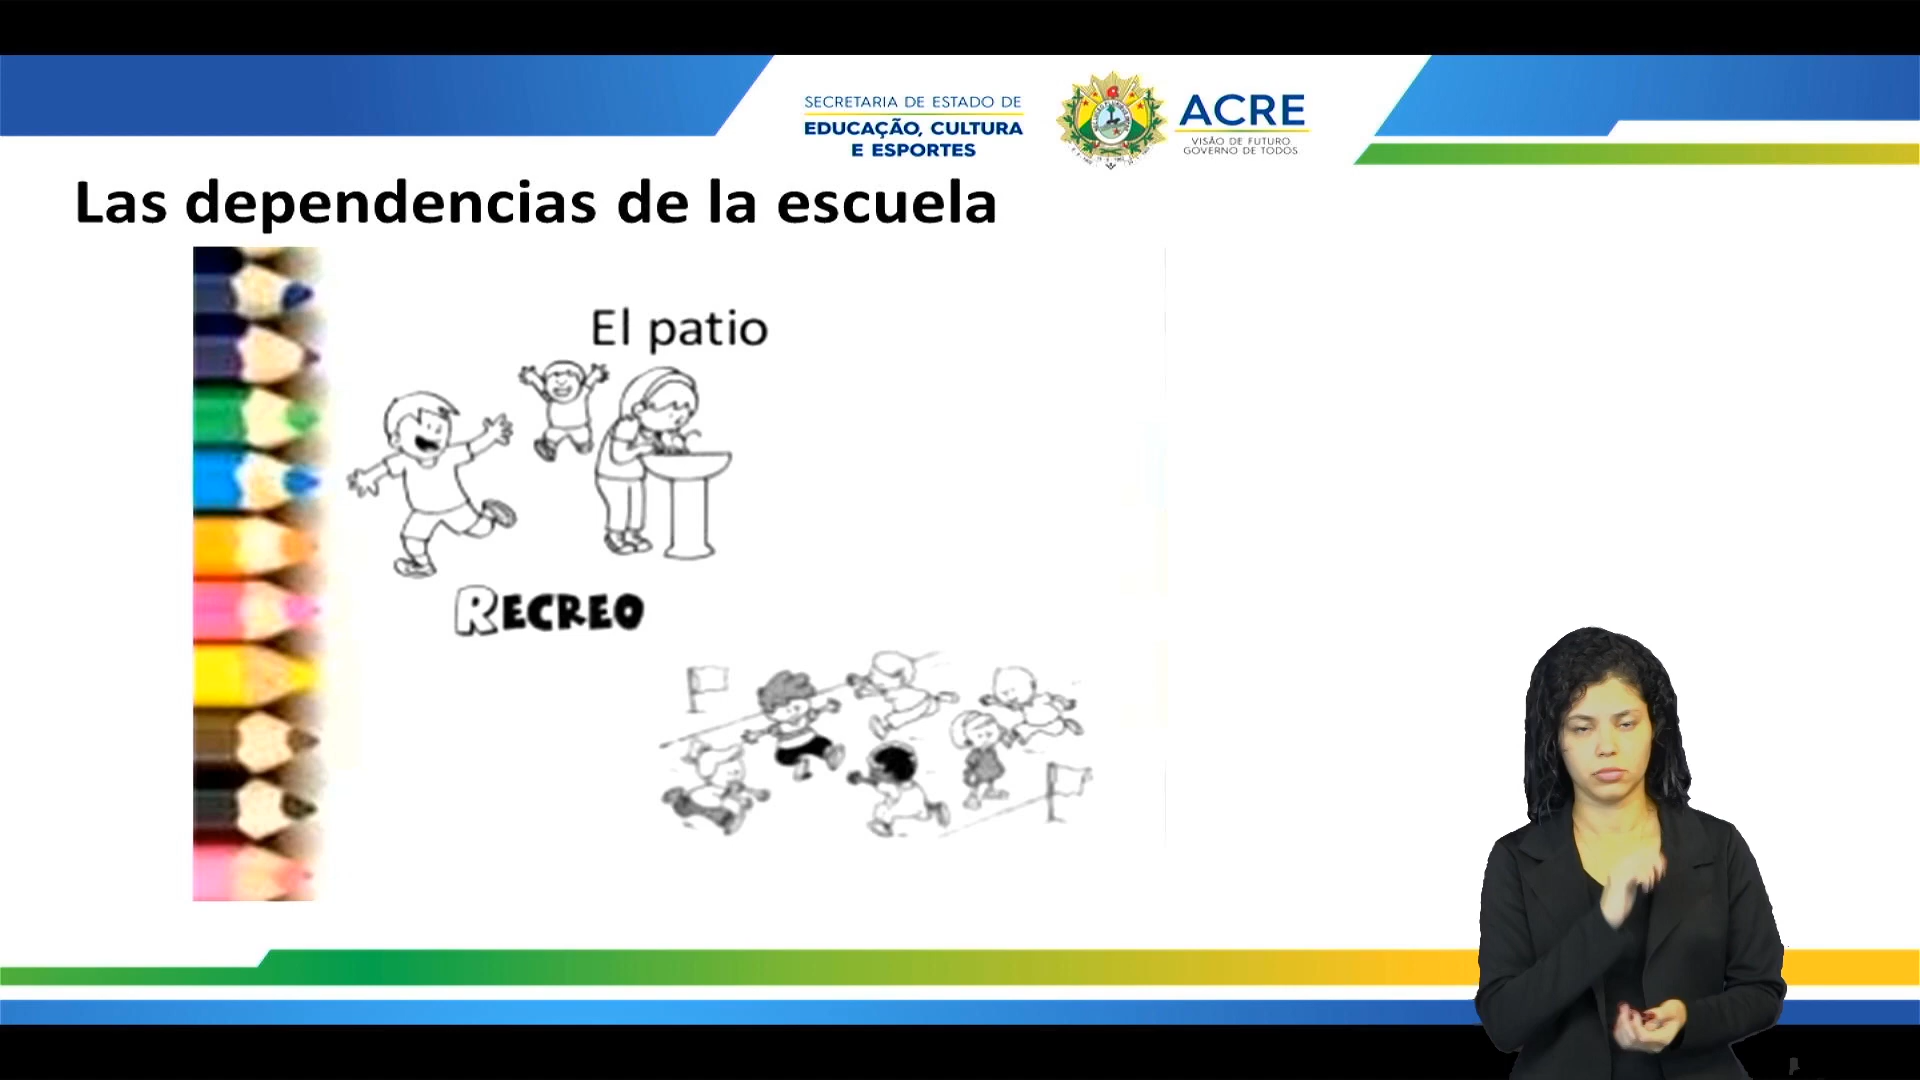 SECRETARIA DE ESTADO DE
EDUCAÇÃO, CULTURA
E ESPORTES
ACRE
VISÃO DE FUTURO
GOVERNO DE TODOS
Las dependencias de la escuela
El patio
RECREO